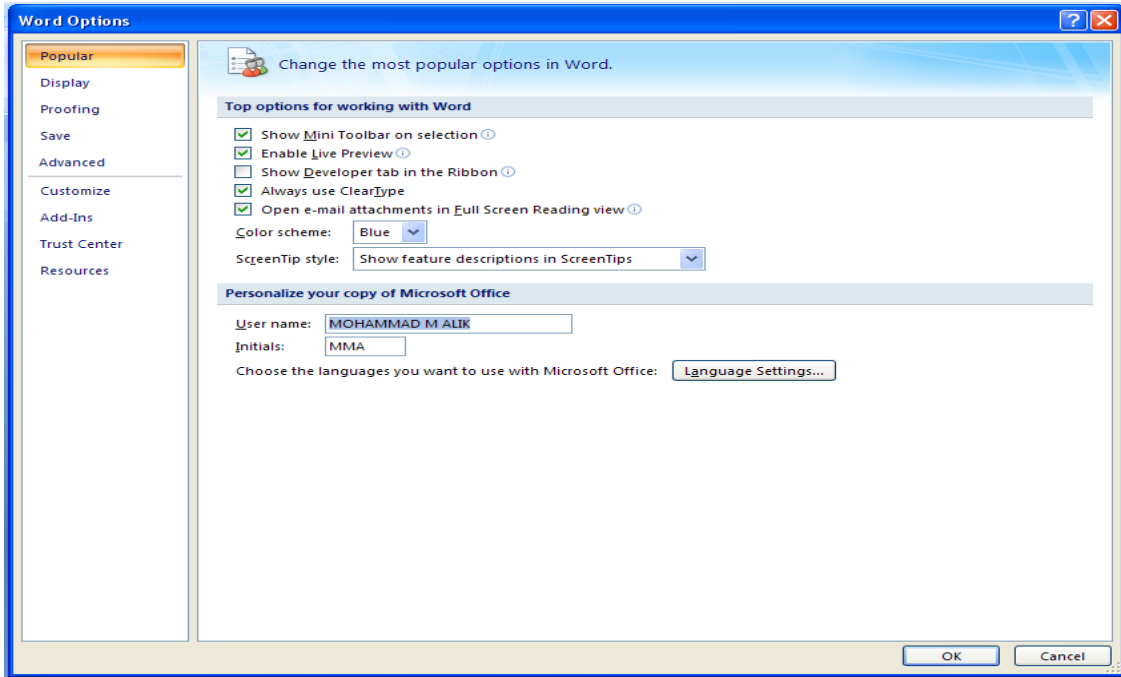 Word Options
Popular
Display
Proofing
Save
Advanced
Customize
Add-Ins
Trust Center
Resources
Change the most popular options in Word.
Top options for working with Word
Show Mini Toolbar on selection
Enable Live Preview
Show Developer tab in the Ribbon
Always use ClearType
Open e-mail attachments in Full Screen Reading view
Color scheme: Blue
ScreenTip style: Show feature descriptions in ScreenTips
Personalize your copy of Microsoft Office
User name: MOHAMMAD M ALIK
Initials: MMA
Choose the languages you want to use with Microsoft Office: Language Settings...
OK Cancel